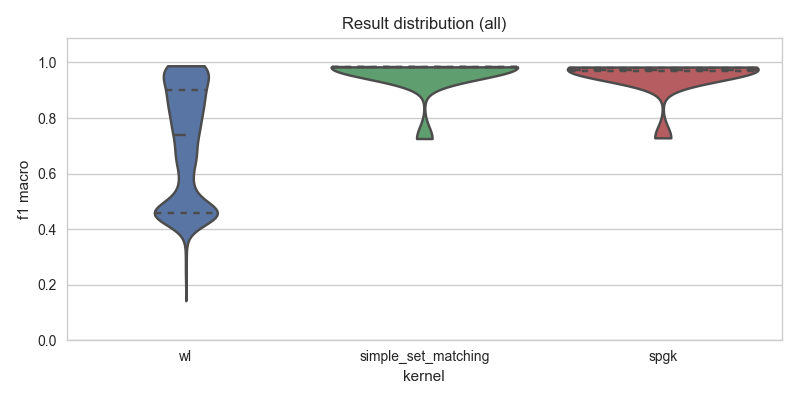 Result distribution (all)
1.0
0.8
0.6
0.4
0.2
0.0
f1 macro
wl
simple_set_matching
spgk
kernel